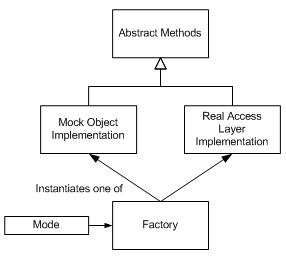 Abstract Methods
Mock Object
Implementation
Real Access
Layer
Implementation
Instantiates one of
Mode
Factory